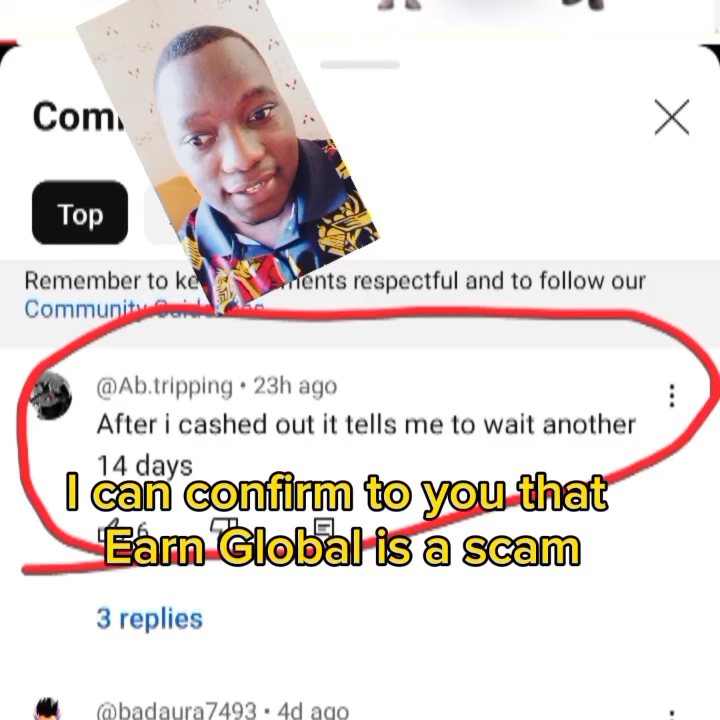 Com
Top
Remember to ke ments respectful and to follow our
Community
@Ab.tripping • 23h ago
After i cashed out it tells me to wait another
14 days
I can confirm to you that
6
Earn Global is a scam
3 replies
@badaura7493 • 4d ago